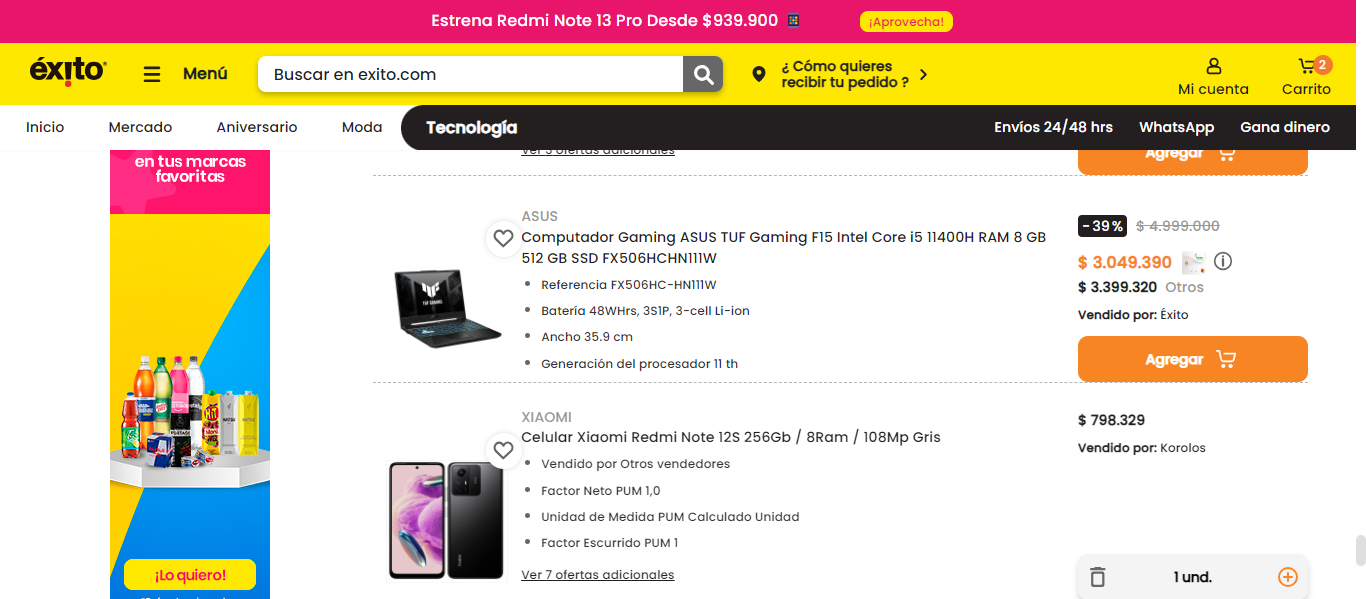 Estrena Redmi Note 13 Pro Desde $939.900
¡Aprovecha!
éxito
Menú
Buscar en exito.com
¿ Cómo quieres
recibir tu pedido ?
Mi cuenta
2
Carrito
Inicio
Mercado
Aniversario
Moda
Tecnología
Envíos 24/48 hrs
WhatsApp
Gana dinero
en tus marcas
favoritas
¡Lo quiero!
Ver 5 ofertas adicionales
Agregar
ASUS
Computador Gaming ASUS TUF Gaming F15 Intel Core i5 11400H RAM 8 GB
512 GB SSD FX506HCHN111W
Referencia FX506HC-HN111W
Batería 48WHrs, 3S1P, 3-cell Li-ion
Ancho 35.9 cm
Generación del procesador 11 th
-39%
$ 4.999.000
$ 3.049.390
$ 3.399.320 Otros
Vendido por: Éxito
Agregar
XIAOMI
Celular Xiaomi Redmi Note 12S 256Gb / 8Ram / 108Mp Gris
Vendido por Otros vendedores
Factor Neto PUM 1,0
Unidad de Medida PUM Calculado Unidad
Factor Escurrido PUM 1
Ver 7 ofertas adicionales
$ 798.329
Vendido por: Korolos
1 und.